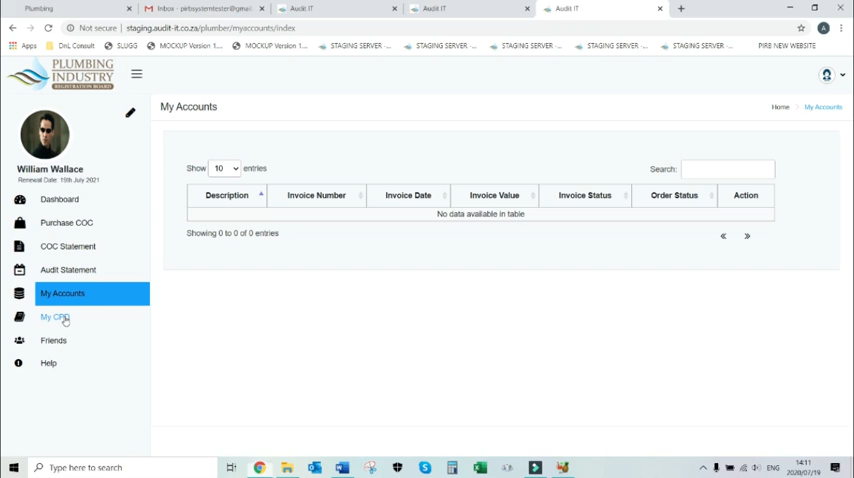 Plumbing
Inbox - pirbsystemtester@gmail
Audit IT
Audit IT
Audit IT
Not secure | staging.audit-it.co.za/plumber/myaccounts/index
A
Apps
DnL Consult
SLUGG
MOCKUP Version 1....
MOCKUP Version 1....
STAGING SERVER -...
STAGING SERVER -...
STAGING SERVER -...
STAGING SERVER -...
STAGING SERVER -...
PIRB NEW WEBSITE
PLUMBING
INDUSTRY
REGISTRATION BOARD
My Accounts
Home
My Accounts
William Wallace
Renewal Date: 19th July 2021
Dashboard
Purchase COC
COC Statement
Audit Statement
My Accounts
My CPD
Friends
Help
Show 10 entries
Search:
Description Invoice Number Invoice Date Invoice Value Invoice Status Order Status Action
No data available in table
Showing 0 to 0 of 0 entries
« »
Type here to search
ENG
14:11
2020/07/19